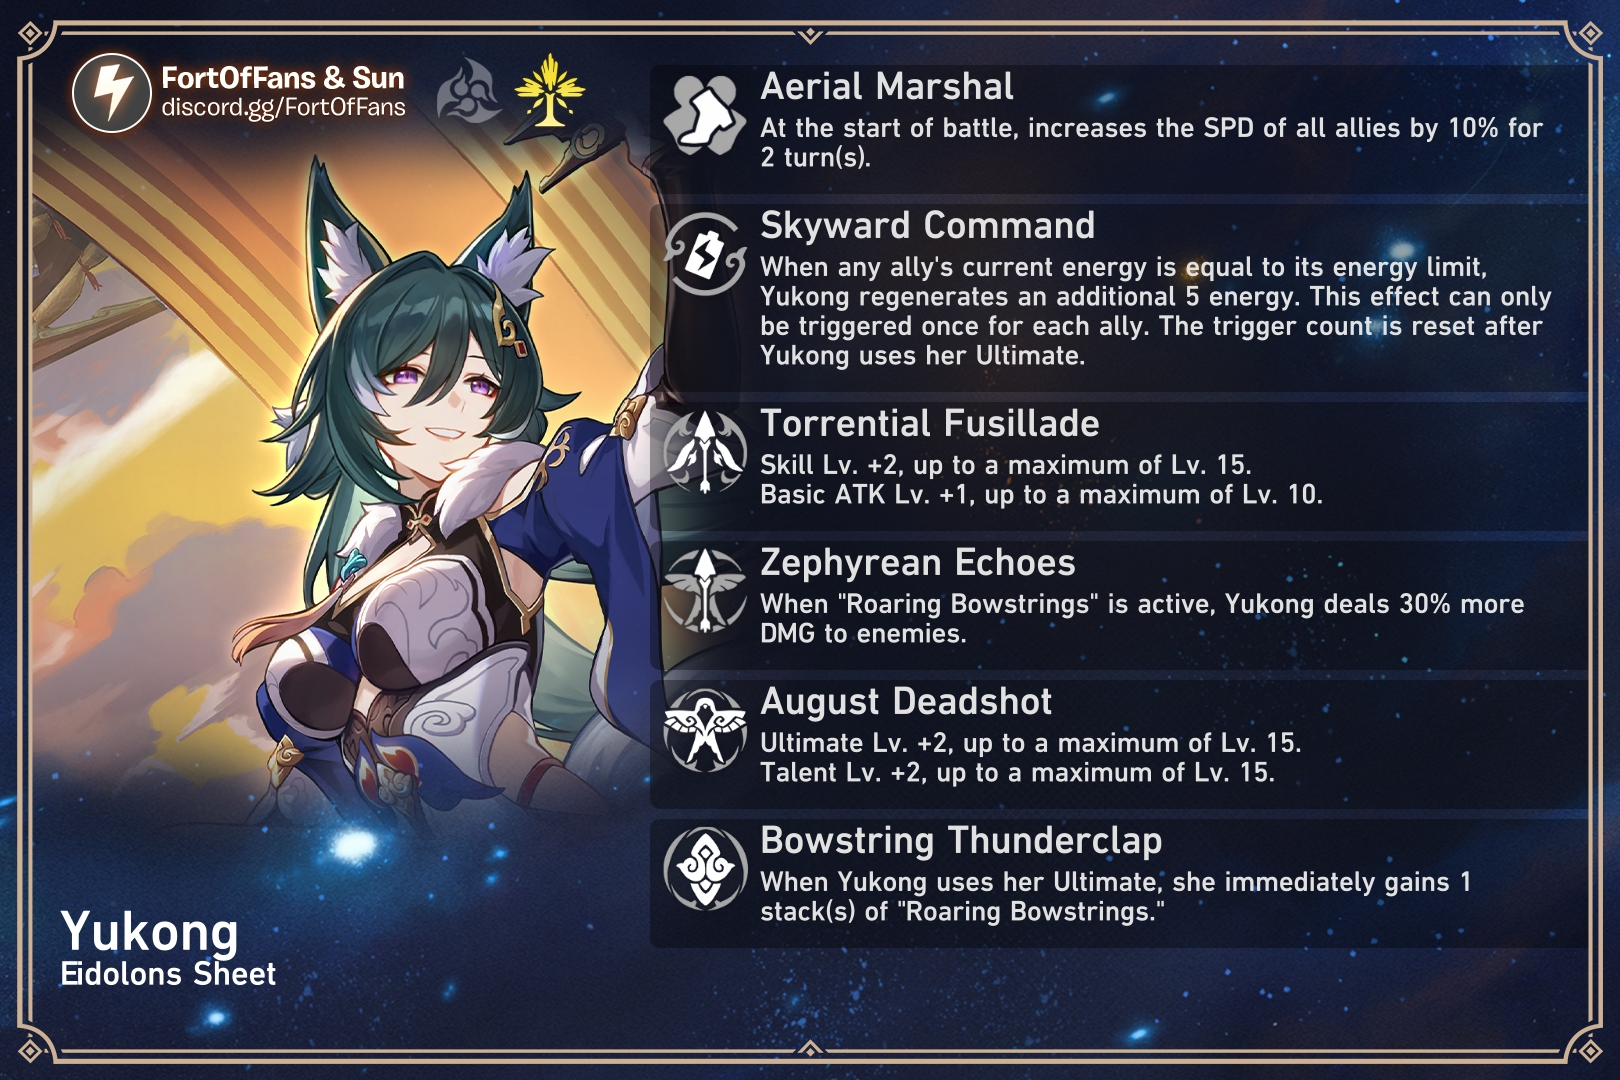 FortOfFans & Sun
discord.gg/FortOfFans
Aerial Marshal
At the start of battle, increases the SPD of all allies by 10% for
2 turn(s).
Skyward Command
When any ally's current energy is equal to its energy limit,
Yukong regenerates an additional 5 energy. This effect can only
be triggered once for each ally. The trigger count is reset after
Yukong uses her Ultimate.
Torrential Fusillade
Skill Lv. +2, up to a maximum of Lv. 15.
Basic ATK Lv. +1, up to a maximum of Lv. 10.
Zephyrean Echoes
When "Roaring Bowstrings" is active, Yukong deals 30% more
DMG to enemies.
August Deadshot
Ultimate Lv. +2, up to a maximum of Lv. 15.
Talent Lv. +2, up to a maximum of Lv. 15.
Bowstring Thunderclap
When Yukong uses her Ultimate, she immediately gains 1
stack(s) of "Roaring Bowstrings."
Yukong
Eidolons Sheet